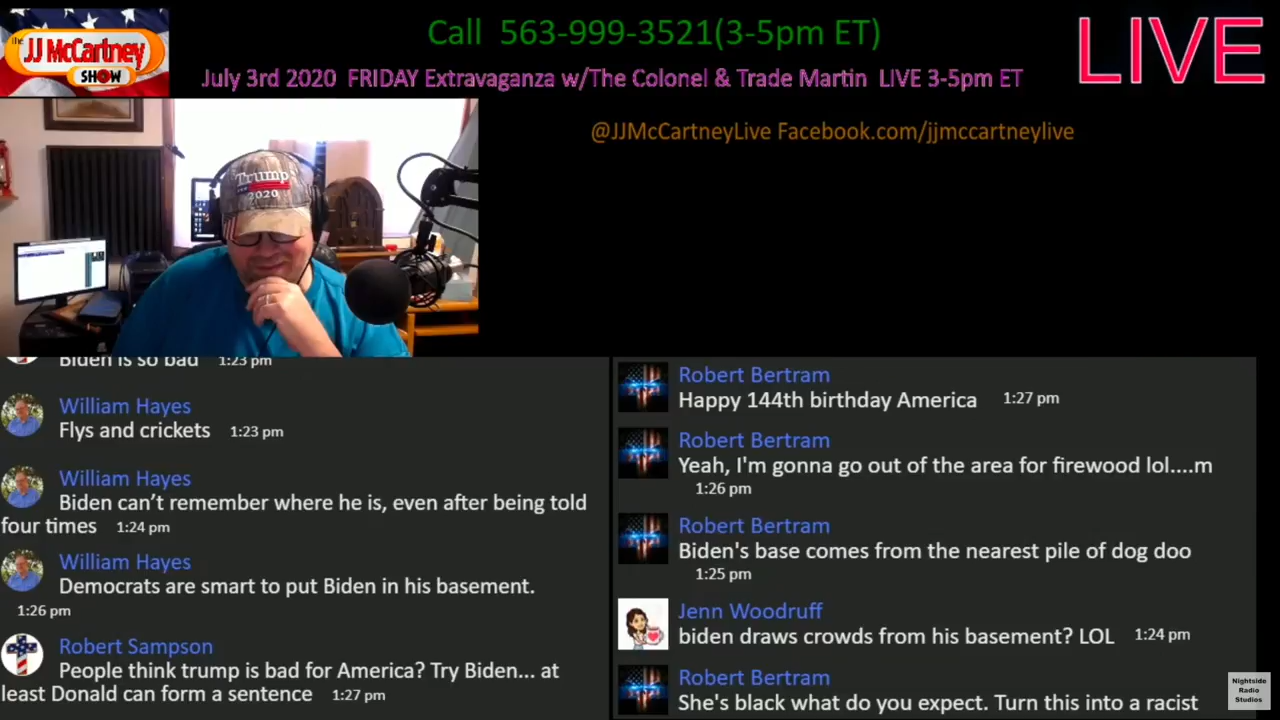 the
JJ McCartney
SHOW
Call 563-999-3521(3-5pm ET)
July 3rd 2020 FRIDAY Extravaganza w/The Colonel & Trade Martin LIVE 3-5pm ET
LIVE
@JJMcCartneyLive Facebook.com/jjmccartneylive
Trump
2020
Biden is so bad 1:23 pm
William Hayes
Flys and crickets 1:23 pm
William Hayes
Biden can’t remember where he is, even after being told
four times 1:24 pm
William Hayes
Democrats are smart to put Biden in his basement.
1:26 pm
Robert Sampson
People think trump is bad for America? Try Biden... at
least Donald can form a sentence 1:27 pm
Robert Bertram
Happy 144th birthday America 1:27 pm
Robert Bertram
Yeah, I'm gonna go out of the area for firewood lol....m
1:26 pm
Robert Bertram
Biden's base comes from the nearest pile of dog doo
1:25 pm
Jenn Woodruff
biden draws crowds from his basement? LOL 1:24 pm
Robert Bertram
She's black what do you expect. Turn this into a racist
Nightside
Radio
Studios